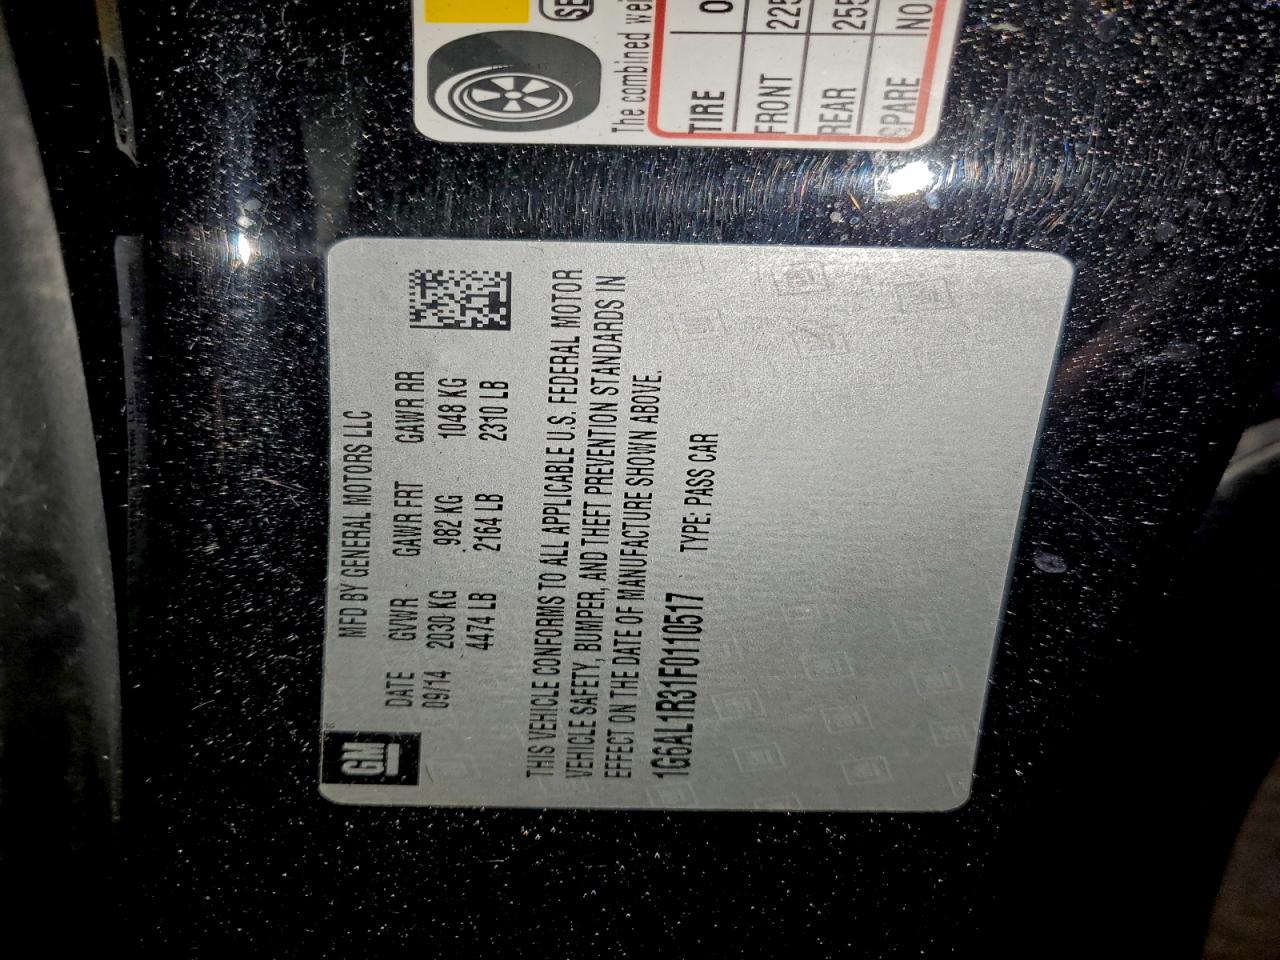 GM
MFD BY GENERAL MOTORS LLC
DATE GVWR GAWR FRT GAWR RR
09/14 2030 KG 982 KG 1048 KG
4474 LB 2164 LB 2310 LB
THIS VEHICLE CONFORMS TO ALL APPLICABLE U.S. FEDERAL MOTOR
VEHICLE SAFETY, BUMPER, AND THEFT PREVENTION STANDARDS IN
EFFECT ON THE DATE OF MANUFACTURE SHOWN ABOVE.
1G6AL1R31F0110517 TYPE: PASS CAR
The combined
TIRE
FRONT 225
REAR 255
SPARE NO